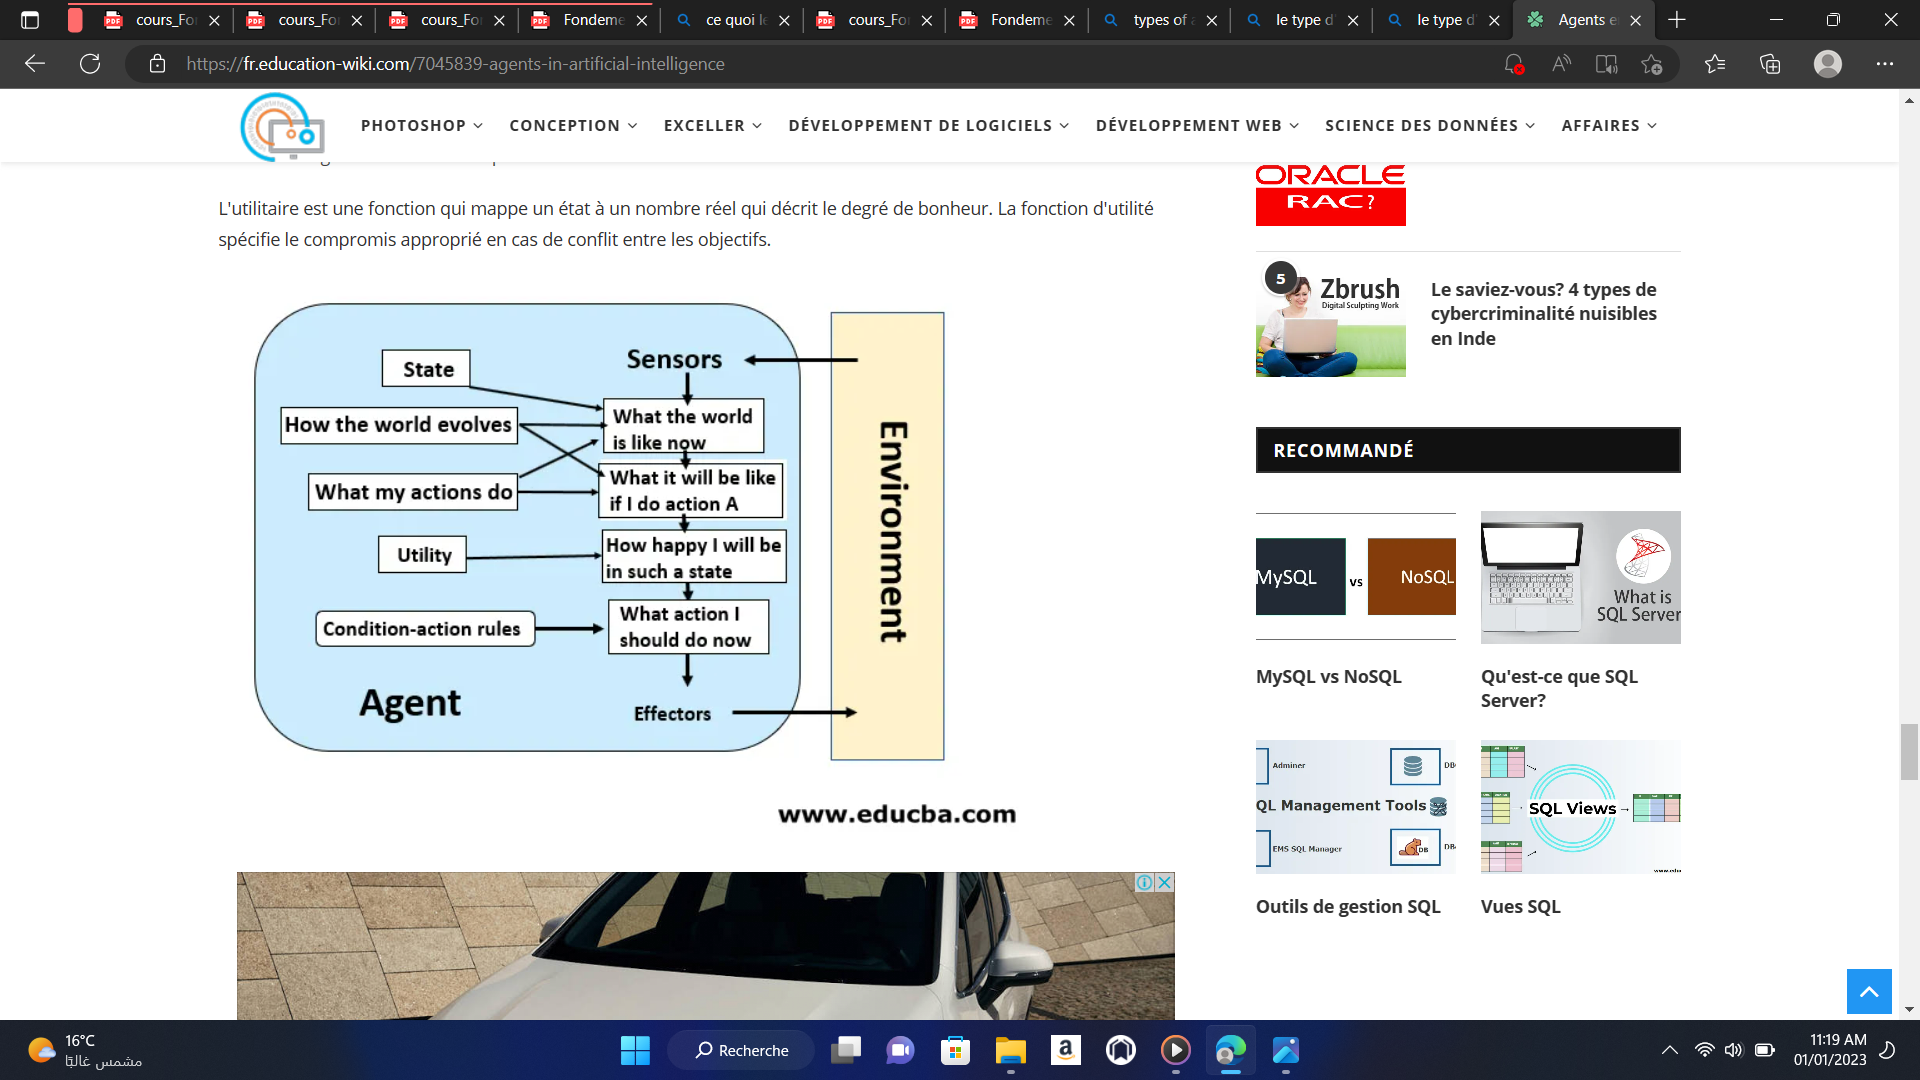 cours_Fo
cours_Fo
cours_Fo
Fondeme
ce quoi l
cours_Fo
Fondeme
types of a
le type d'
le type d'
Agents e
https://fr.education-wiki.com/7045839-agents-in-artificial-intelligence
PHOTOSHOP
CONCEPTION
EXCELLER
DÉVELOPPEMENT DE LOGICIELS
DÉVELOPPEMENT WEB
SCIENCE DES DONNÉES
AFFAIRES
L'utilitaire est une fonction qui mappe un état à un nombre réel qui décrit le degré de bonheur. La fonction d'utilité
spécifie le compromis approprié en cas de conflit entre les objectifs.
State
How the world evolves
What my actions do
Utility
Condition-action rules
Agent
Sensors
What the world
is like now
What it will be like
if I do action A
How happy I will be
in such a state
What action I
should do now
Effectors
Environment
www.educba.com
ORACLE
RAC?
5
Zbrush
Digital Sculpting Work
Le saviez-vous? 4 types de
cybercriminalité nuisibles
en Inde
RECOMMANDÉ
MySQL
vs
NoSQL
MySQL vs NoSQL
What is
SQL Server
Qu'est-ce que SQL
Server?
Adminer
QL Management Tools
EMS SQL Manager
DB
Outils de gestion SQL
SQL Views
Vues SQL
16°C
مشمس غالبًا
Recherche
11:19 AM
01/01/2023